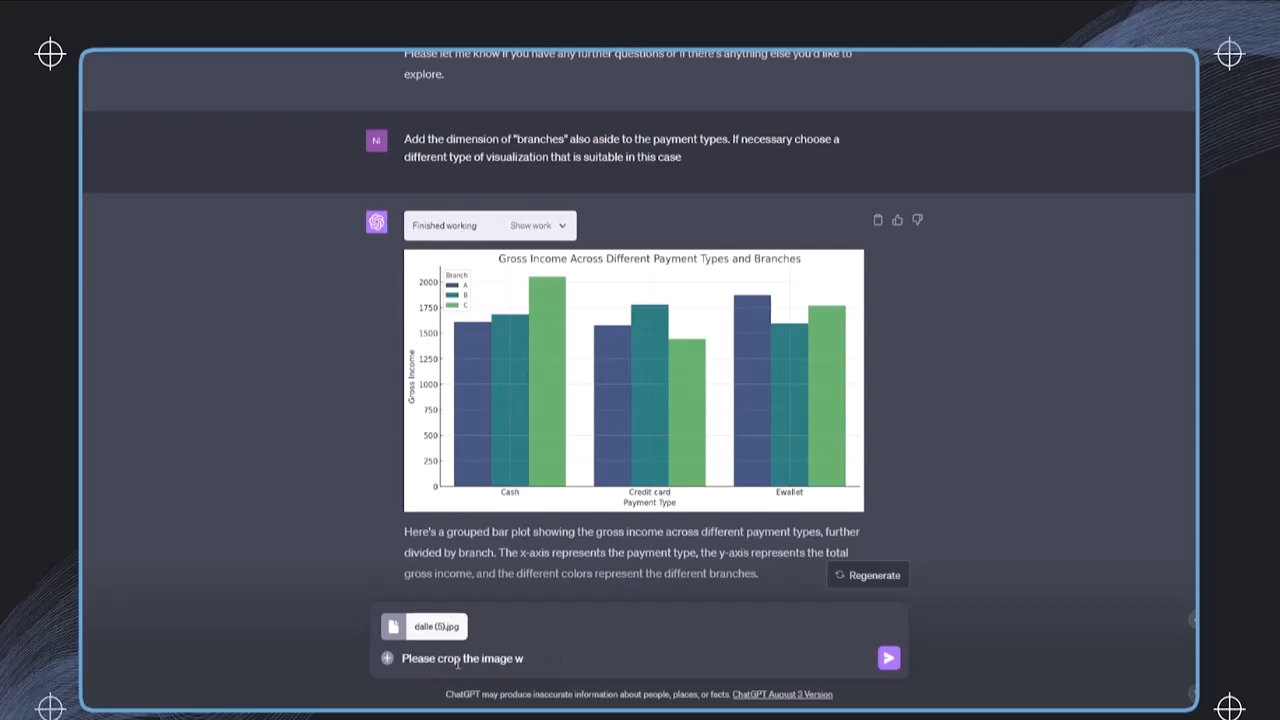 Please let me know if you have any further questions or if there's anything else you'd like to
explore.
NI
Add the dimension of "branches" also aside to the payment types. If necessary choose a
different type of visualization that is suitable in this case
Finished working Show work
Gross Income Across Different Payment Types and Branches
Branch
A
B
C
2000
1750
1500
1250
1000
750
500
250
0
Gross Income
Cash Credit card Ewallet
Payment Type
Here's a grouped bar plot showing the gross income across different payment types, further
divided by branch. The x-axis represents the payment type, the y-axis represents the total
gross income, and the different colors represent the different branches.
Regenerate
dalle (5).jpg
Please crop the image w
ChatGPT may produce inaccurate information about people, places, or facts. ChatGPT August 3 Version